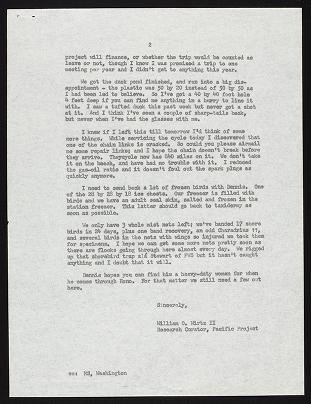 2
project will finance, or whether the trip would be counted as
leave or not, though I know I was promised a trip to one
meeting per year and I didn't get to anything this year.
We got the duck pond finished, and run into a big dis-
appointment - the plastic was 50 by 20 instead of 50 by 50 as
I had been led to believe. So I've got a 40 by 40 foot hole
4 feet deep if you can find me anything in a hurry to line it
with. I saw a tufted duck this past week but never got a shot
at it. And I think I've seen a couple of sharp-tails back,
but never when I've had the glasses with me.
I know if I left this till tomorrow I'd think of some
more things. While servicing the cycle today I discovered that
one of the chain links is cracked. So could you please airmail
me some repair links; and I hope the chain doesn't break before
they arrive. The cycle now has 840 miles on it. We don't take
it on the beach, and have had no trouble with it. I reduced
the gas-oil ratio and it doesn't foul out the spark plugs as
quickly anymore.
I need to send back a lot of frozen birds with Dennis. One
of the 28 by 28 by 18 ice chests. Our freezer is filled with
birds and we have an adult seal skin, salted and frozen in the
station freezer. This latter should go back to taxidermy as
soon as possible.
We only have 3 whole mist nets left; we've banded 17 shore
birds in 24 days, plus one band recovery, an odd Charadrius ??,
and several birds in the nets with wings so injured we took them
for specimens. I hope we can get some more nets pretty soon as
there are flocks going through here almost every day. We rigged
up that shorebird trap ala Stewart of FWS but it hasn't caught
anything and I doubt that it will.
Dennis hopes you can find him a heavy-duty woman for when
he comes through Hono. For that matter we still need a few out
here.
Sincerely,
William O. Wirtz II
Research Curator, Pacific Project
cc: MS, Washington